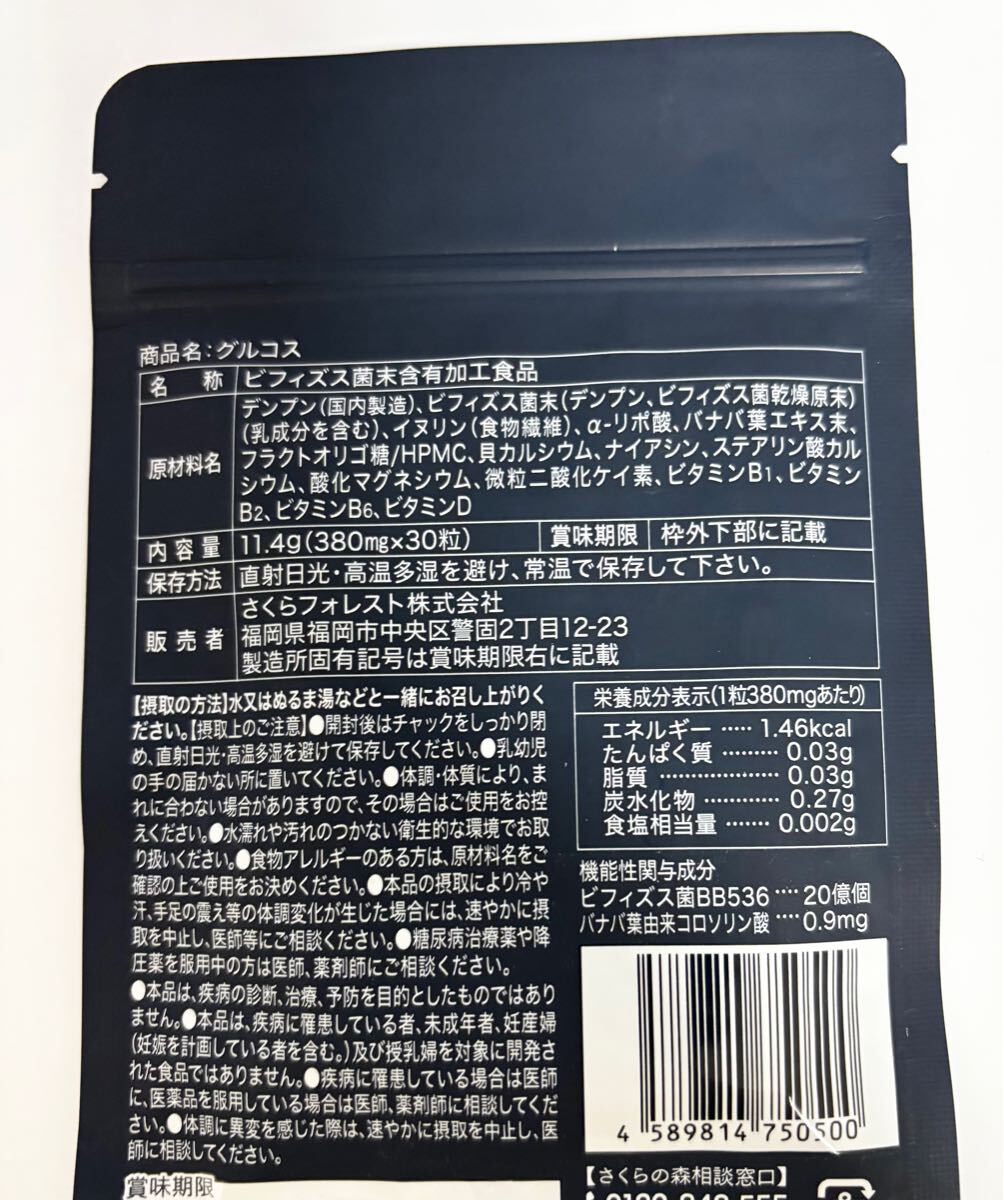 商品名：グルコス
名称 ビフィズス菌末含有加工食品
原材料名
デンプン(国内製造)、ビフィズス菌末(デンプン、ビフィズス菌乾燥原末)
(乳成分を含む)、イヌリン(食物繊維)、α-リポ酸、バナバ葉エキス末、
フラクトオリゴ糖/HPMC、貝カルシウム、ナイアシン、ステアリン酸カル
シウム、酸化マグネシウム、微粒二酸化ケイ素、ビタミンB1、ビタミン
B2、ビタミンB6、ビタミンD
内容量 11.4g(380mg×30粒) 賞味期限 枠外下部に記載
保存方法 直射日光・高温多湿を避け、常温で保存して下さい。
販売者
さくらフォレスト株式会社
福岡県福岡市中央区警固2丁目12-23
製造所固有記号は賞味期限右に記載
【摂取の方法】水又はぬるま湯などと一緒にお召し上がりく
ださい。【摂取上のご注意】●開封後はチャックをしっかり閉
め、直射日光・高温多湿を避けて保存してください。●乳幼児
の手の届かない所に置いてください。●体調・体質により、ま
れに合わない場合がありますので、その場合はご使用をお控
えください。●水濡れや汚れのつかない衛生的な環境でお取
り扱いください。●食物アレルギーのある方は、原材料名をご
確認の上ご使用をお決めください。●本品の摂取により冷や
汗、手足の震え等の体調変化が生じた場合には、速やかに摂
取を中止し、医師等にご相談ください。●糖尿病治療薬や降
圧薬を服用中の方は医師、薬剤師にご相談ください。
●本品は、疾病の診断、治療、予防を目的としたものではあり
ません。●本品は、疾病に罹患している者、未成年者、妊産婦
(妊娠を計画している者を含む。)及び授乳婦を対象に開発さ
れた食品ではありません。●疾病に罹患している場合は医師
に、医薬品を服用している場合は医師、薬剤師に相談してくだ
さい。●体調に異変を感じた際は、速やかに摂取を中止し、医
師に相談してください。
賞味期限
栄養成分表示(1粒380mgあたり)
エネルギー ····· 1.46kcal
たんぱく質 ········· 0.03g
脂質 ················· 0.03g
炭水化物 ············ 0.27g
食塩相当量 ······· 0.002g
機能性関与成分
ビフィズス菌BB536 ···· 20億個
バナバ葉由来コロソリン酸 ···· 0.9mg
4 589814 750500
【さくらの森相談窓口】